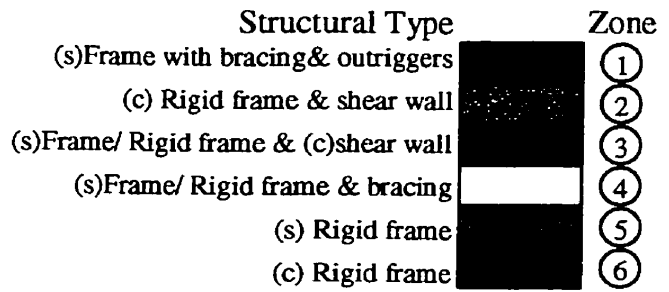 Structural Type Zone
(s)Frame with bracing& outriggers 1
(c) Rigid frame & shear wall 2
(s)Frame/ Rigid frame & (c)shear wall 3
(s)Frame/ Rigid frame & bracing 4
(s) Rigid frame 5
(c) Rigid frame 6